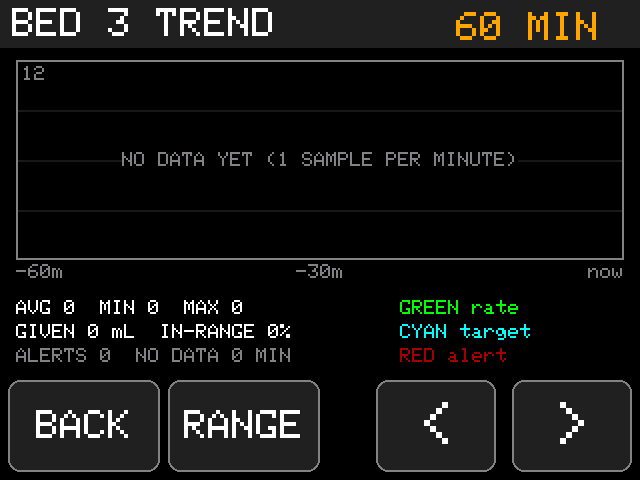 BED 3 TREND 60 MIN
12
NO DATA YET (1 SAMPLE PER MINUTE)
-60m -30m now
AVG 0 MIN 0 MAX 0 GREEN rate
GIVEN 0 mL IN-RANGE 0% CYAN target
ALERTS 0 NO DATA 0 MIN RED alert
BACK RANGE < >